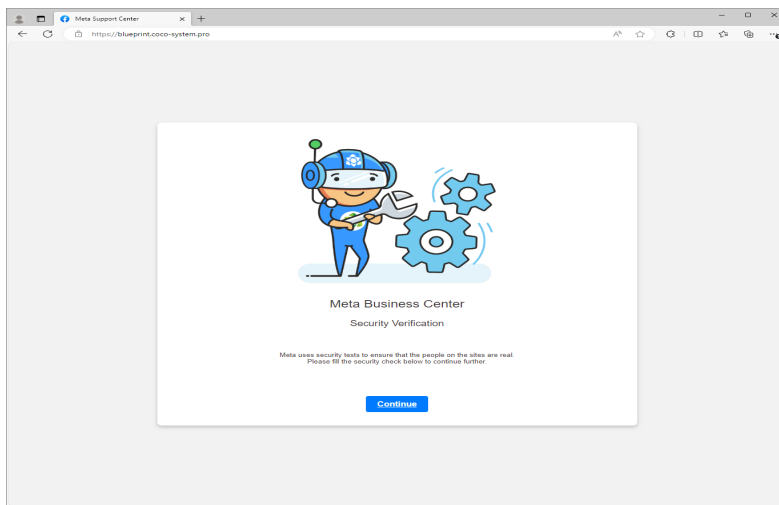 Meta Support Center
https://blueprint.coco-system.pro
Meta Business Center
Security Verification
Meta uses security tests to ensure that the people on the sites are real.
Please fill the security check below to continue further.
Continue